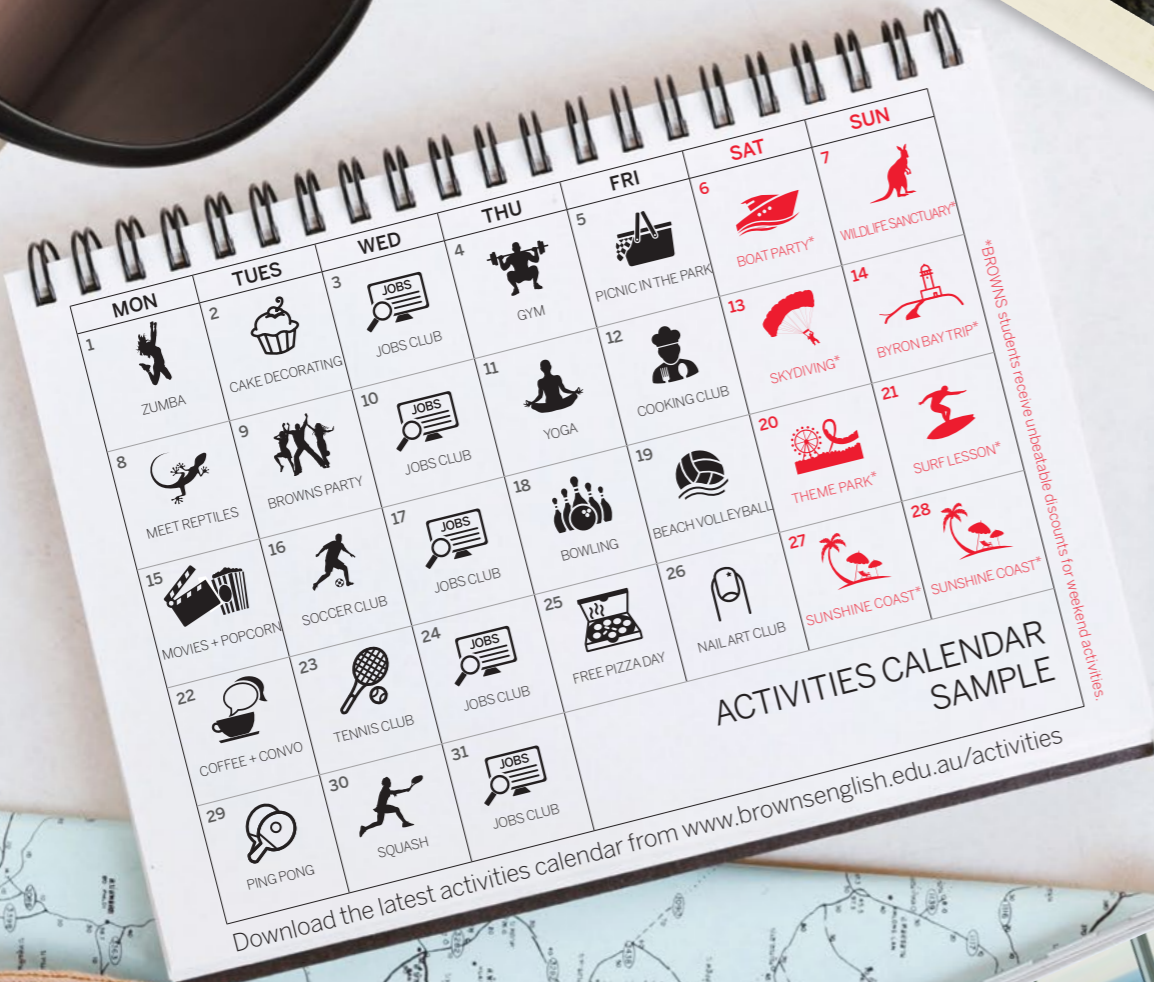 MON TUES WED THU FRI SAT SUN
1 2 3 4 5 6 7
JOBS
ZUMBA CAKE DECORATING JOBS CLUB GYM PICNIC IN THE PARK BOAT PARTY* WILDLIFE SANCTUARY*
8 9 10 11 12 13 14
JOBS
MEET REPTILES BROWNS PARTY JOBS CLUB YOGA COOKING CLUB SKYDIVING* BYRON BAY TRIP*
15 16 17 18 19 20 21
JOBS
MOVIES + POPCORN SOCCER CLUB JOBS CLUB BOWLING BEACH VOLLEYBALL THEME PARK* SURF LESSON*
22 23 24 25 26 27 28
JOBS
COFFEE + CONVO TENNIS CLUB JOBS CLUB FREE PIZZA DAY NAIL ART CLUB SUNSHINE COAST* SUNSHINE COAST*
29 30 31
JOBS
PING PONG SQUASH JOBS CLUB
ACTIVITIES CALENDAR
SAMPLE
*BROWNS students receive unbeatable discounts for weekend activities.
Download the latest activities calendar from www.brownsenglish.edu.au/activities